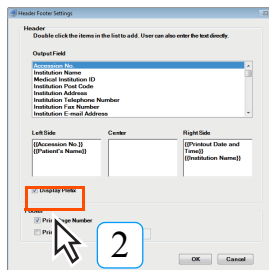 Header Footer Settings
Header
Double click the items in the list to add. User can also enter the text directly.
Output Field
Accession No.
Institution Name
Medical Institution ID
Institution Post Code
Institution Address
Institution Telephone Number
Institution Fax Number
Institution E-mail Address
Left Side Center Right Side
{{Accession No.}}
{{Patient's Name}}
{{Printout Date and
Time}}
{{Institution Name}}
Display Prefix
Number
2
OK Cancel